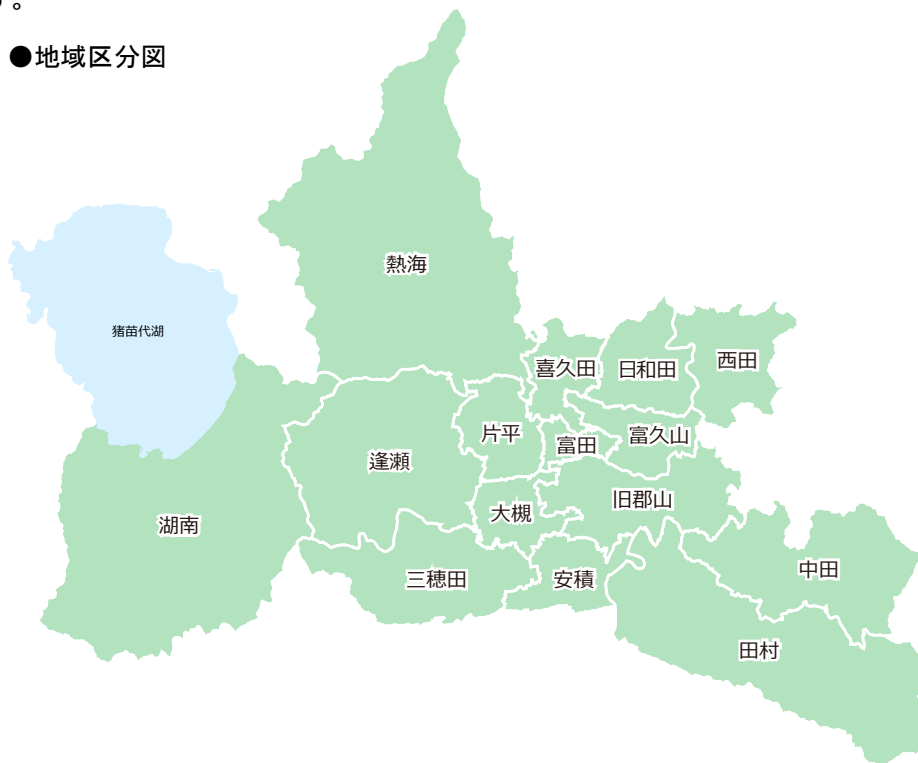 う。
●地域区分図
熱海
猪苗代湖
喜久田
日和田
西田
片平
富田
富久山
逢瀬
旧郡山
大槻
湖南
三穂田
安積
中田
田村